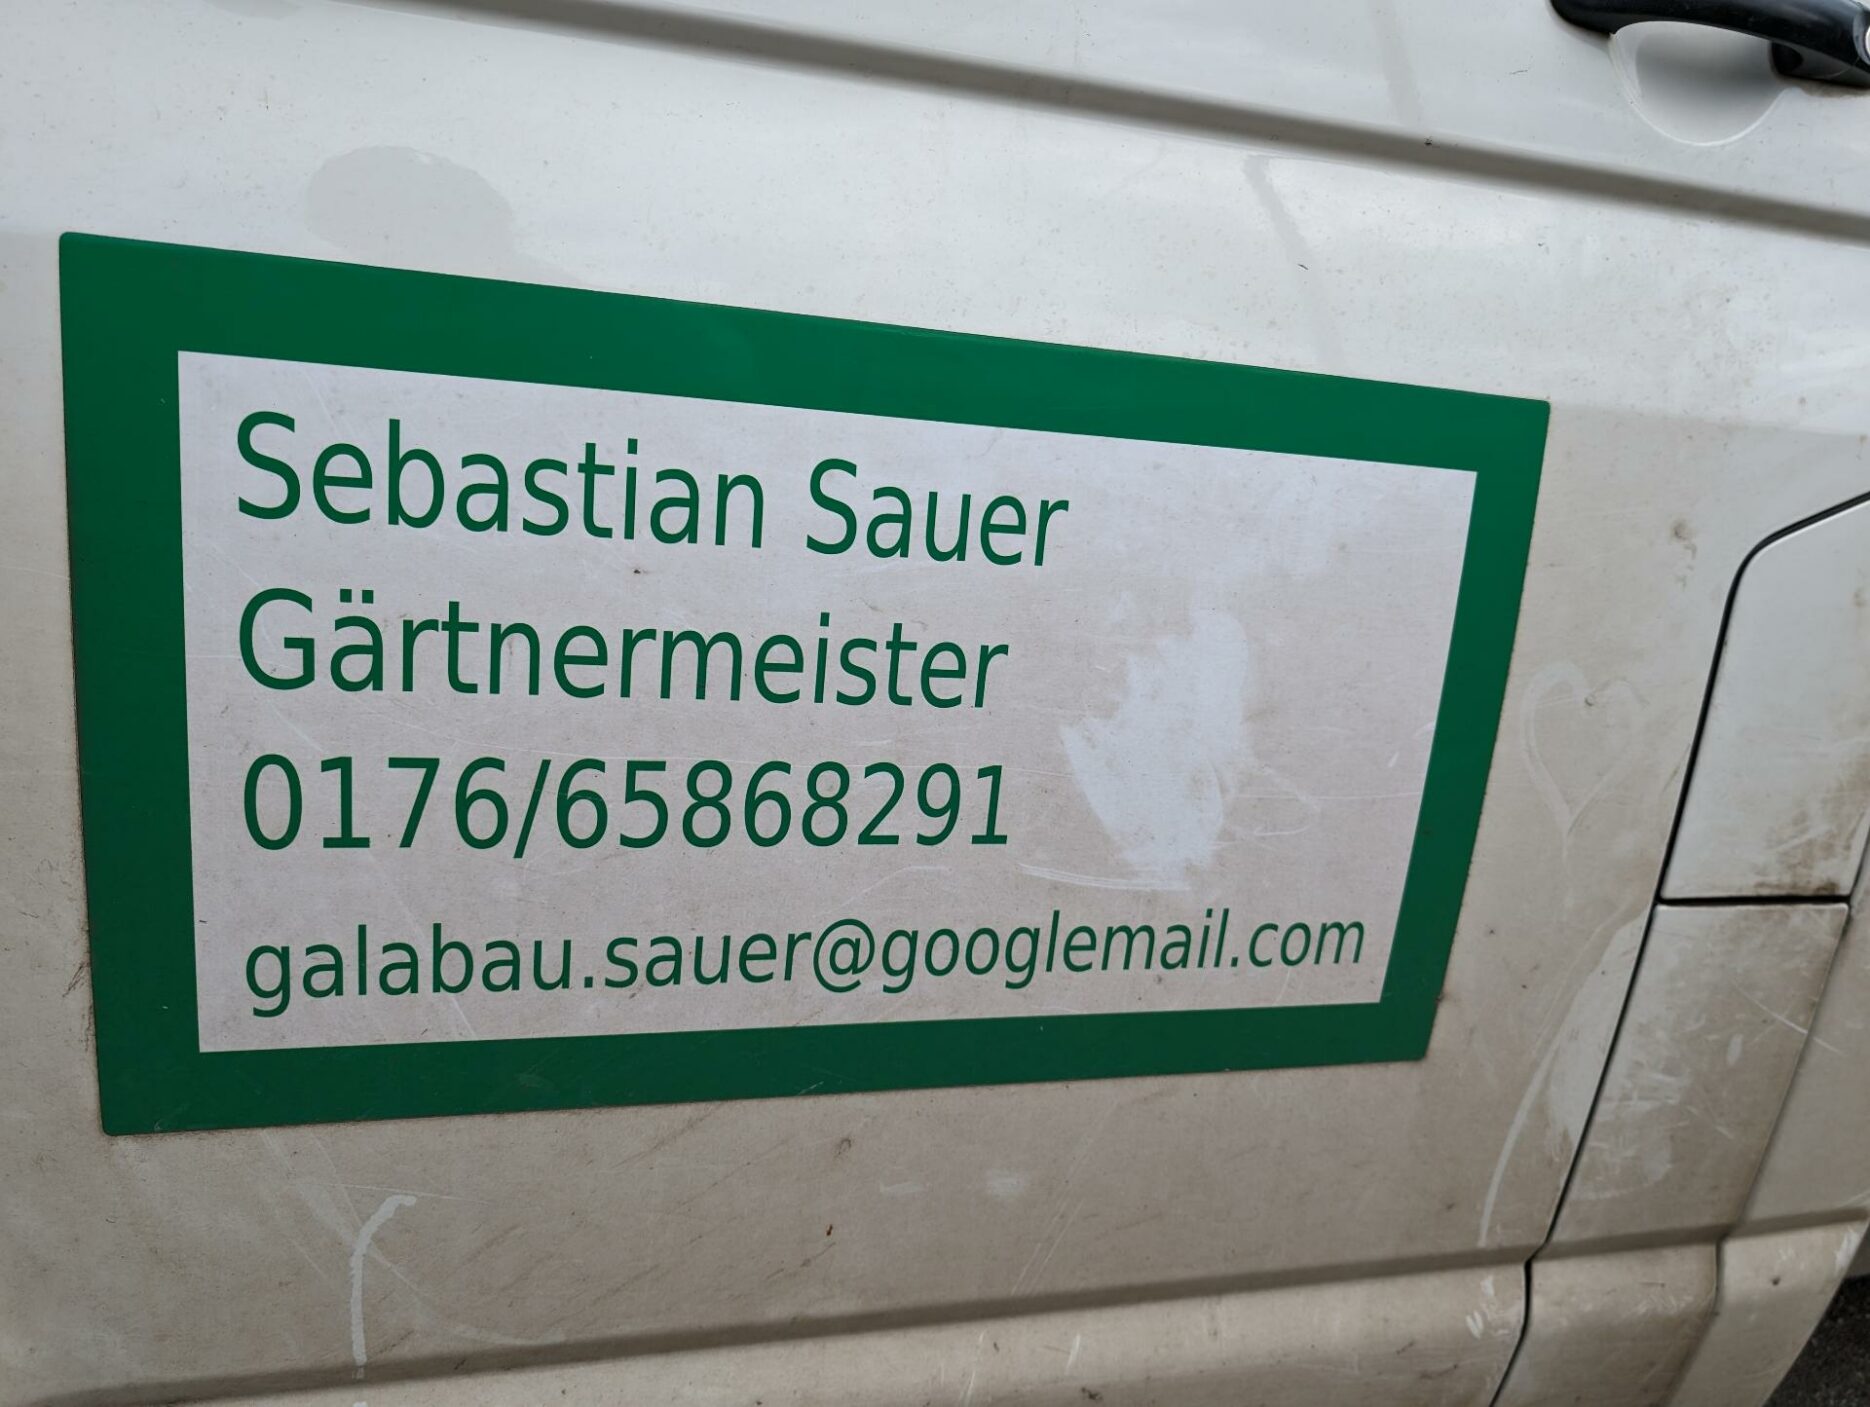 Sebastian Sauer
Gärtnermeister
0176/65868291
galabau.sauer@googlemail.com